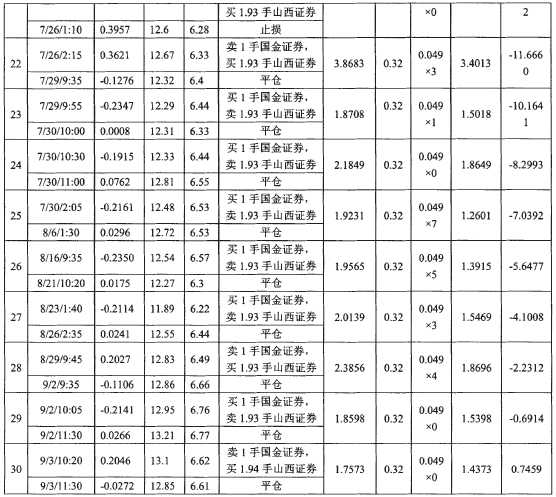 买 1.93 手山西证券 ×0 2
7/26/1:10 0.3957 12.6 6.28 止损
22 7/26/2:15 0.3621 12.67 6.33 卖 1 手国金证券, 买 1.93 手山西证券 3.8683 0.32 0.049 ×3 3.4013 -11.6660
7/29/9:35 -0.1276 12.32 6.4 平仓
23 7/29/9:55 -0.2347 12.29 6.44 买 1 手国金证券, 卖 1.93 手山西证券 1.8708 0.32 0.049 ×1 1.5018 -10.1641
7/30/10:00 0.0008 12.31 6.33 平仓
24 7/30/10:30 -0.1915 12.33 6.44 买 1 手国金证券, 卖 1.93 手山西证券 2.1849 0.32 0.049 ×0 1.8649 -8.2993
7/30/11:00 0.0762 12.81 6.55 平仓
25 7/30/2:05 -0.2161 12.48 6.53 买 1 手国金证券, 卖 1.93 手山西证券 1.9231 0.32 0.049 ×7 1.2601 -7.0392
8/6/1:30 0.0296 12.72 6.53 平仓
26 8/16/9:35 -0.2350 12.54 6.57 买 1 手国金证券, 卖 1.93 手山西证券 1.9565 0.32 0.049 ×5 1.3915 -5.6477
8/21/10:20 0.0175 12.27 6.3 平仓
27 8/23/1:40 -0.2114 11.89 6.22 买 1 手国金证券, 卖 1.93 手山西证券 2.0139 0.32 0.049 ×3 1.5469 -4.1008
8/26/2:35 0.0241 12.55 6.44 平仓
28 8/29/9:45 0.2027 12.83 6.49 卖 1 手国金证券, 买 1.93 手山西证券 2.3856 0.32 0.049 ×4 1.8696 -2.2312
9/2/9:35 -0.1106 12.86 6.66 平仓
29 9/2/10:05 -0.2141 12.95 6.76 买 1 手国金证券, 卖 1.93 手山西证券 1.8598 0.32 0.049 ×0 1.5398 -0.6914
9/2/11:30 0.0266 13.21 6.77 平仓
30 9/3/10:20 0.2046 13.1 6.62 卖 1 手国金证券, 买 1.94 手山西证券 1.7573 0.32 0.049 ×0 1.4373 0.7459
9/3/11:30 -0.0272 12.85 6.61 平仓